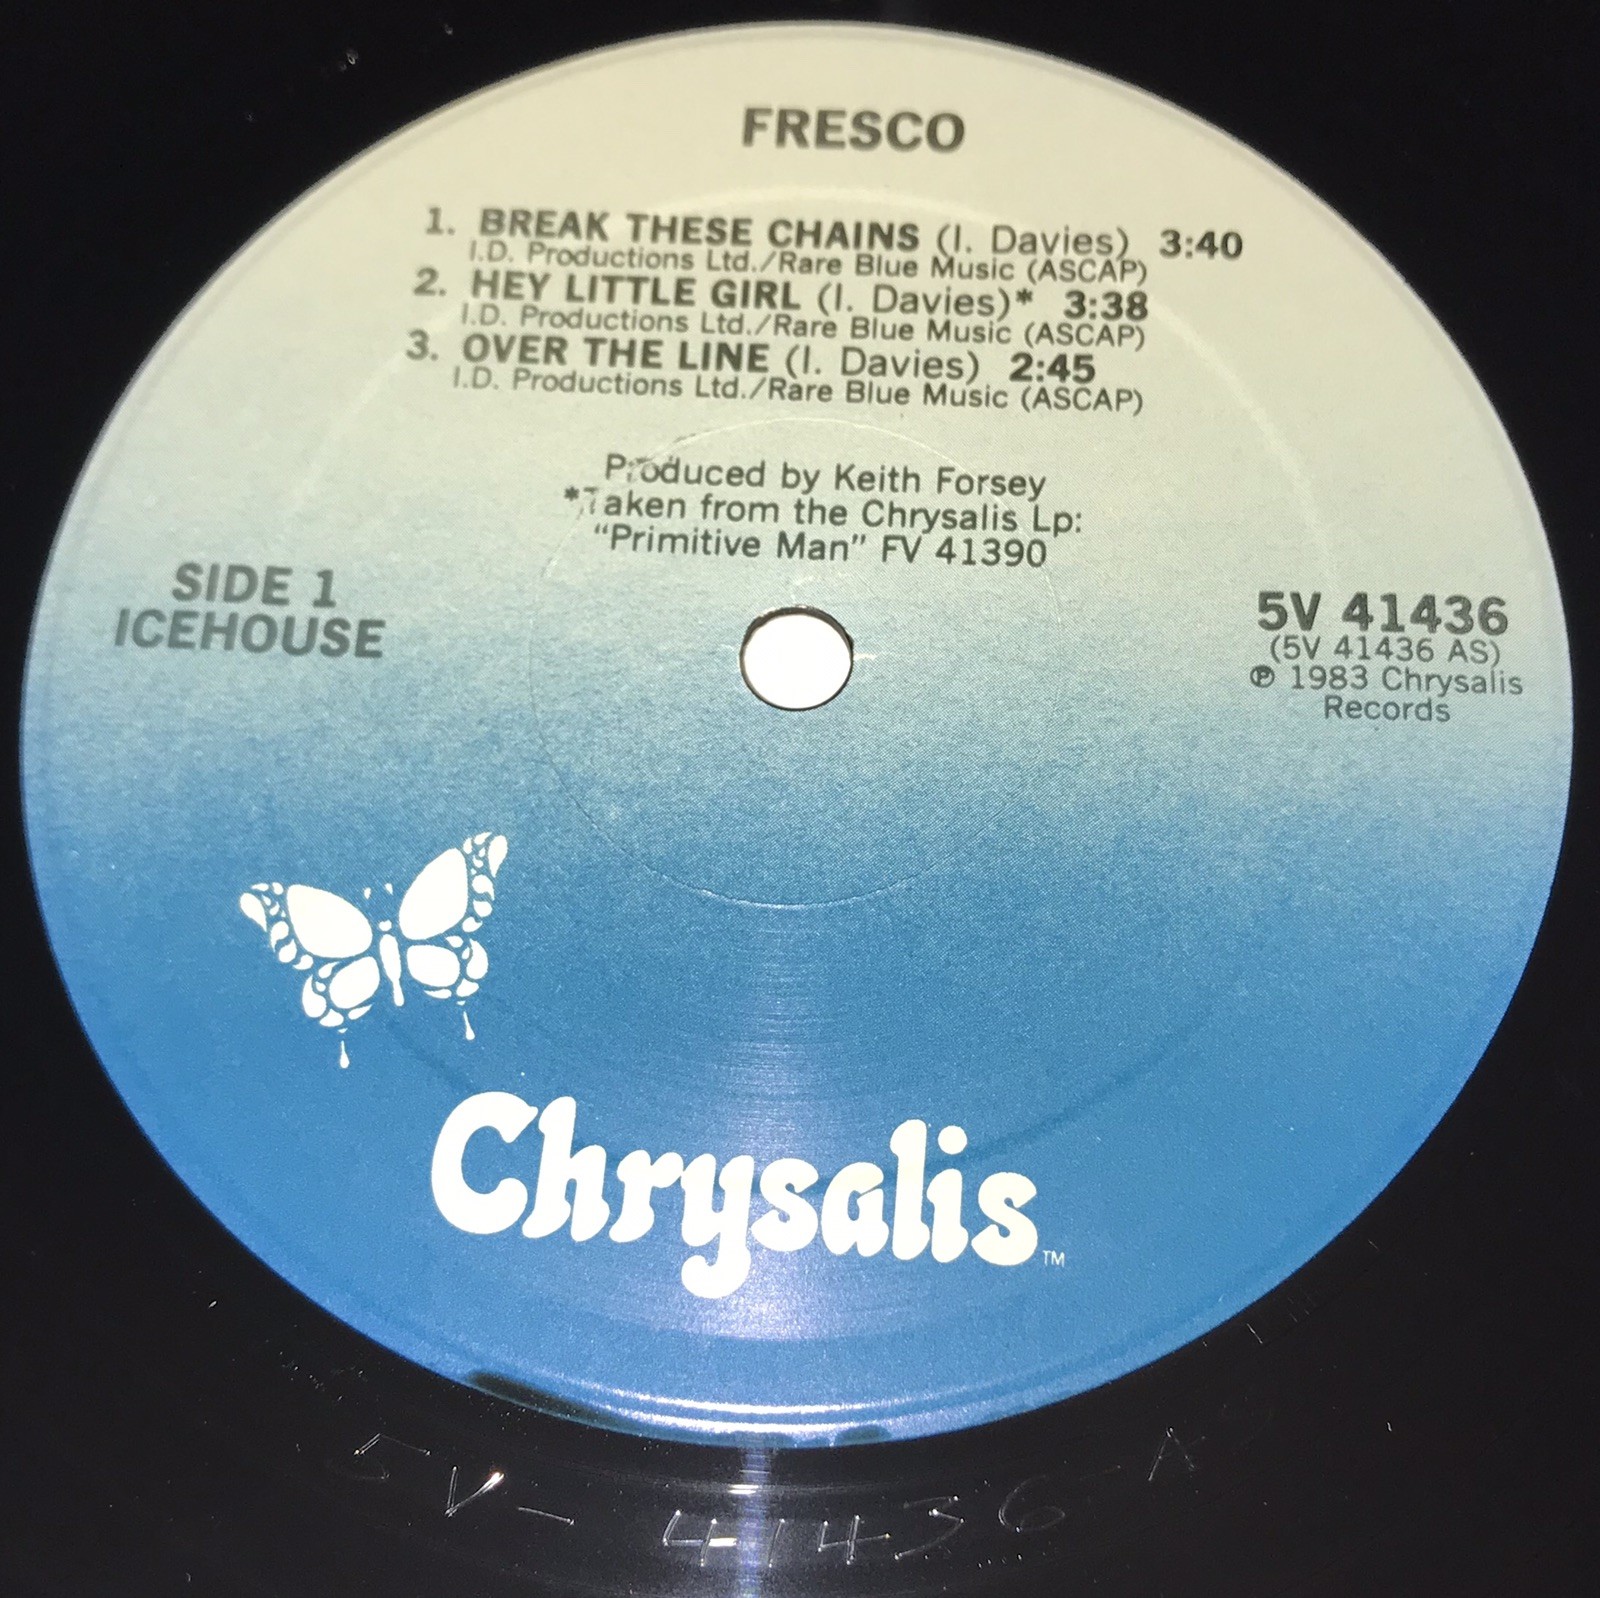 FRESCO
1. BREAK THESE CHAINS (I. Davies) 3:40
I.D. Productions Ltd./Rare Blue Music (ASCAP)
2. HEY LITTLE GIRL (I. Davies)* 3:38
I.D. Productions Ltd./Rare Blue Music (ASCAP)
3. OVER THE LINE (I. Davies) 2:45
I.D. Productions Ltd./Rare Blue Music (ASCAP)
Produced by Keith Forsey
*Taken from the Chrysalis Lp:
"Primitive Man" FV 41390
SIDE 1
ICEHOUSE
5V 41436
(5V 41436 AS)
℗ 1983 Chrysalis
Records
Chrysalis TM
5V-41436-A